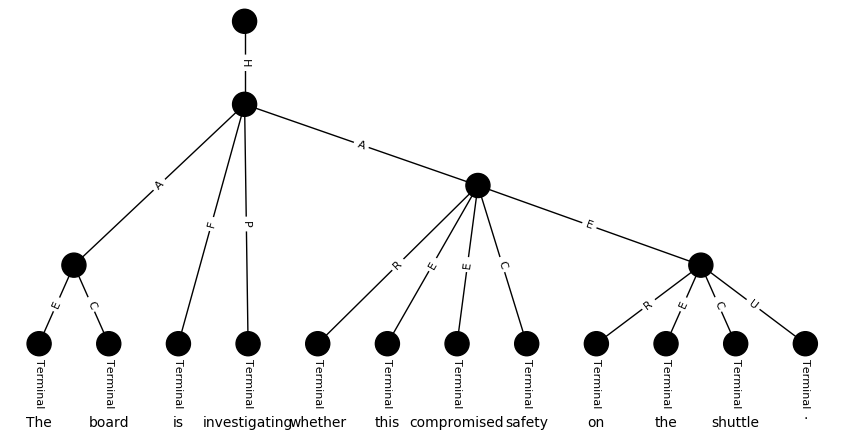 H
A
A
F
P
E
R
E
E
C
E
C
R
E
C
U
Terminal Terminal Terminal Terminal Terminal Terminal Terminal Terminal Terminal Terminal Terminal Terminal
The board is investigating whether this compromised safety on the shuttle .